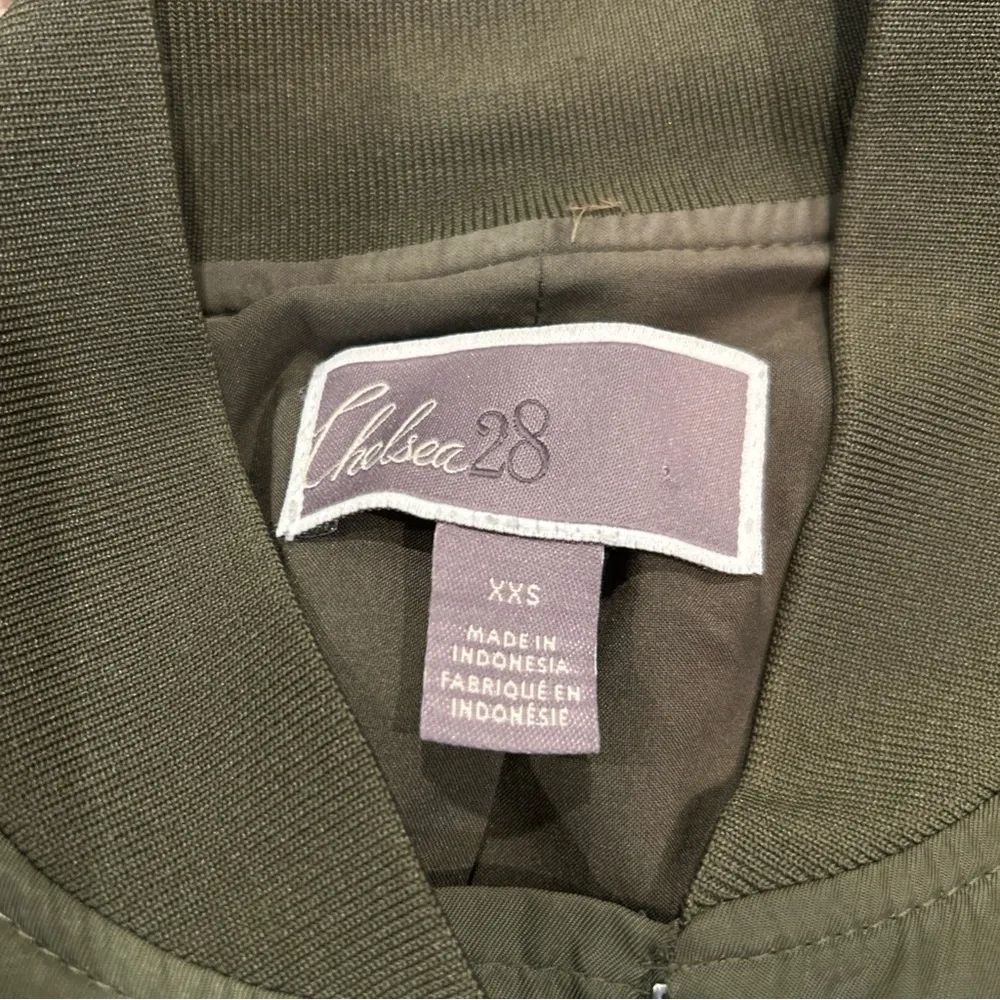 Chelsea28
XXS
MADE IN
INDONESIA
FABRIQUÉ EN
INDONÉSIE